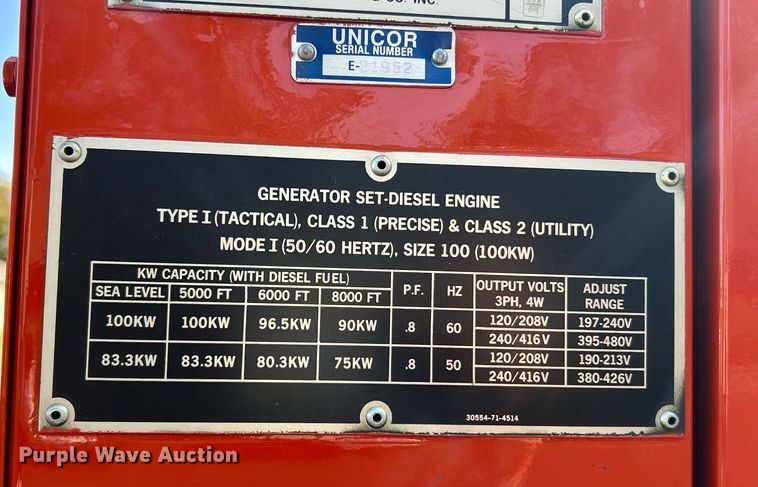 CO. INC.
UNICOR
SERIAL NUMBER
E-21952
GENERATOR SET-DIESEL ENGINE
TYPE I (TACTICAL), CLASS 1 (PRECISE) & CLASS 2 (UTILITY)
MODE I (50/60 HERTZ), SIZE 100 (100KW)
KW CAPACITY (WITH DIESEL FUEL) P.F. HZ OUTPUT VOLTS 3PH, 4W ADJUST RANGE
SEA LEVEL 5000 FT 6000 FT 8000 FT
100KW 100KW 96.5KW 90KW .8 60 120/208V 197-240V
240/416V 395-480V
83.3KW 83.3KW 80.3KW 75KW .8 50 120/208V 190-213V
240/416V 380-426V
30554-71-4514
Purple Wave Auction